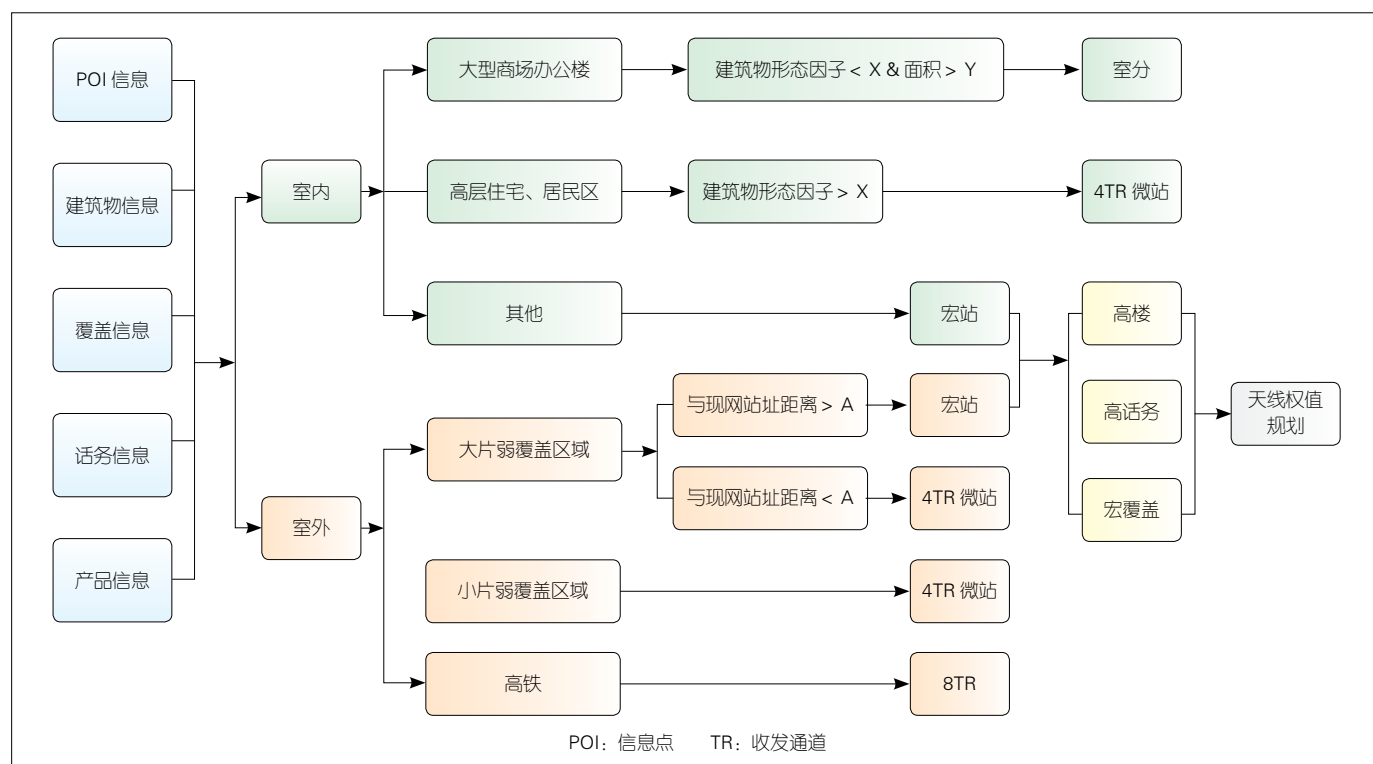 POI 信息
建筑物信息
覆盖信息
话务信息
产品信息
室内
室外
大型商场办公楼
建筑物形态因子 < X & 面积 > Y
室分
高层住宅、居民区
建筑物形态因子 > X
4TR 微站
其他
宏站
大片弱覆盖区域
与现网站址距离 > A
宏站
与现网站址距离 < A
4TR 微站
小片弱覆盖区域
4TR 微站
高铁
8TR
高楼
高话务
宏覆盖
天线权值
规划
POI：信息点 TR：收发通道